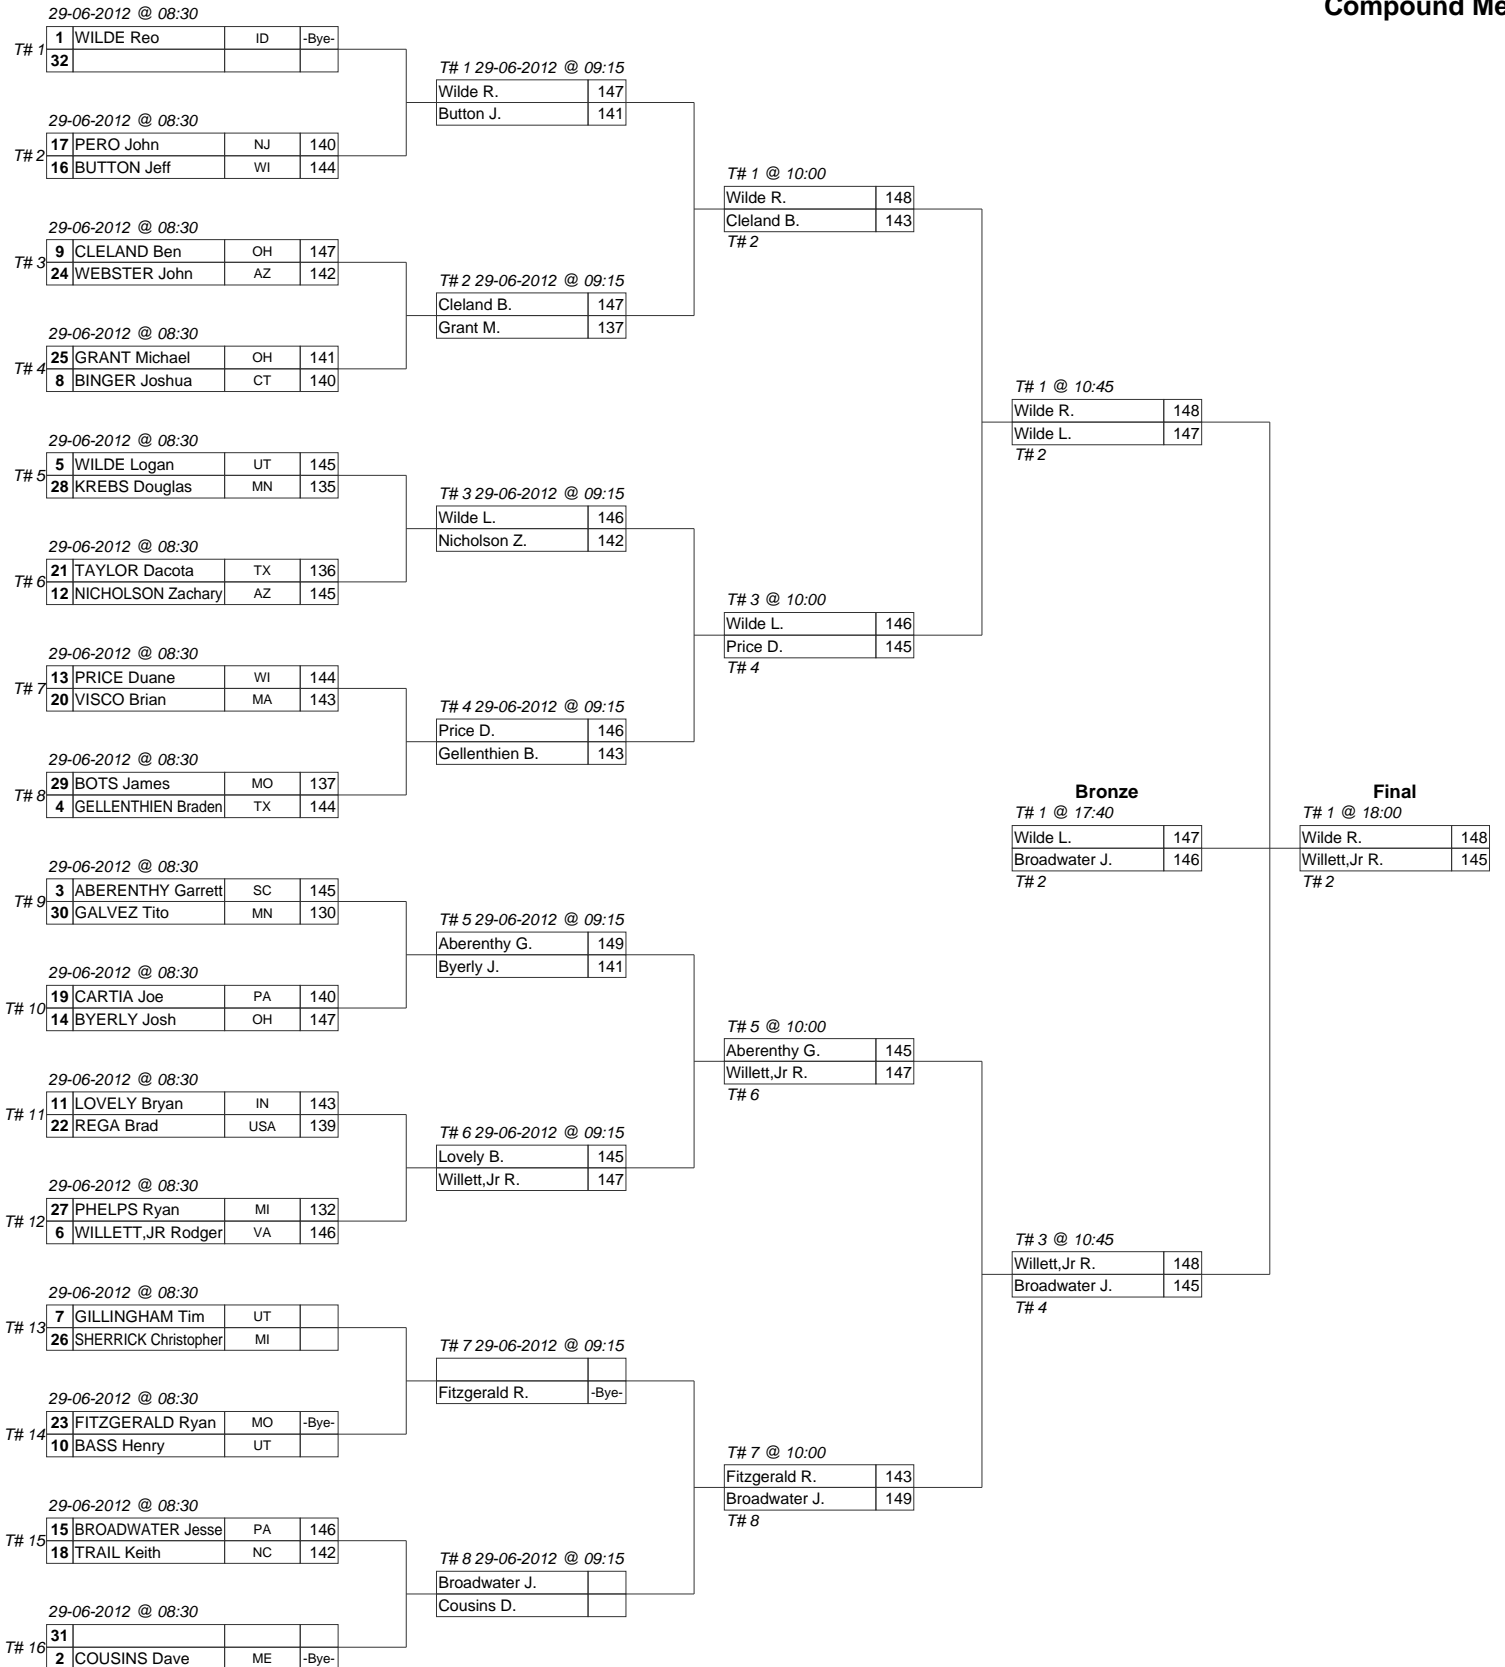 Compound Me
29-06-2012 @ 08:30
T# 1
1 WILDE Reo ID -Bye-
32
29-06-2012 @ 08:30
T# 2
17 PERO John NJ 140
16 BUTTON Jeff WI 144
29-06-2012 @ 08:30
T# 3
9 CLELAND Ben OH 147
24 WEBSTER John AZ 142
29-06-2012 @ 08:30
T# 4
25 GRANT Michael OH 141
8 BINGER Joshua CT 140
29-06-2012 @ 08:30
T# 5
5 WILDE Logan UT 145
28 KREBS Douglas MN 135
29-06-2012 @ 08:30
T# 6
21 TAYLOR Dacota TX 136
12 NICHOLSON Zachary AZ 145
29-06-2012 @ 08:30
T# 7
13 PRICE Duane WI 144
20 VISCO Brian MA 143
29-06-2012 @ 08:30
T# 8
29 BOTS James MO 137
4 GELLENTHIEN Braden TX 144
29-06-2012 @ 08:30
T# 9
3 ABERENTHY Garrett SC 145
30 GALVEZ Tito MN 130
29-06-2012 @ 08:30
T# 10
19 CARTIA Joe PA 140
14 BYERLY Josh OH 147
29-06-2012 @ 08:30
T# 11
11 LOVELY Bryan IN 143
22 REGA Brad USA 139
29-06-2012 @ 08:30
T# 12
27 PHELPS Ryan MI 132
6 WILLETT,JR Rodger VA 146
29-06-2012 @ 08:30
T# 13
7 GILLINGHAM Tim UT
26 SHERRICK Christopher MI
29-06-2012 @ 08:30
T# 14
23 FITZGERALD Ryan MO -Bye-
10 BASS Henry UT
29-06-2012 @ 08:30
T# 15
15 BROADWATER Jesse PA 146
18 TRAIL Keith NC 142
29-06-2012 @ 08:30
T# 16
31
2 COUSINS Dave ME -Bye-
T# 1 29-06-2012 @ 09:15
Wilde R. 147
Button J. 141
T# 2 29-06-2012 @ 09:15
Cleland B. 147
Grant M. 137
T# 3 29-06-2012 @ 09:15
Wilde L. 146
Nicholson Z. 142
T# 4 29-06-2012 @ 09:15
Price D. 146
Gellenthien B. 143
T# 5 29-06-2012 @ 09:15
Aberenthy G. 149
Byerly J. 141
T# 6 29-06-2012 @ 09:15
Lovely B. 145
Willett,Jr R. 147
T# 7 29-06-2012 @ 09:15
Fitzgerald R. -Bye-
T# 8 29-06-2012 @ 09:15
Broadwater J.
Cousins D.
T# 1 @ 10:00
Wilde R. 148
Cleland B. 143
T# 2
T# 3 @ 10:00
Wilde L. 146
Price D. 145
T# 4
T# 5 @ 10:00
Aberenthy G. 145
Willett,Jr R. 147
T# 6
T# 7 @ 10:00
Fitzgerald R. 143
Broadwater J. 149
T# 8
T# 1 @ 10:45
Wilde R. 148
Wilde L. 147
T# 2
Bronze
T# 1 @ 17:40
Wilde L. 147
Broadwater J. 146
T# 2
T# 3 @ 10:45
Willett,Jr R. 148
Broadwater J. 145
T# 4
Final
T# 1 @ 18:00
Wilde R. 148
Willett,Jr R. 145
T# 2